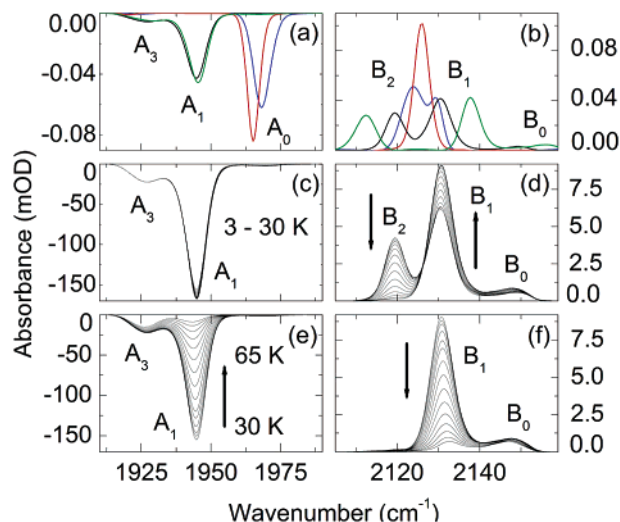 0.00
-0.04
-0.08
A3
A1
A0
(a)
(b)
B2
B1
B0
0.08
0.04
0.00
0
-50
-100
-150
A3
A1
(c)
3 - 30 K
(d)
B2
B1
B0
7.5
5.0
2.5
0.0
0
-50
-100
-150
A3
A1
(e)
65 K
30 K
(f)
B1
B0
7.5
5.0
2.5
0.0
1925
1950
1975
2120
2140
Absorbance (mOD)
Wavenumber (cm-1)